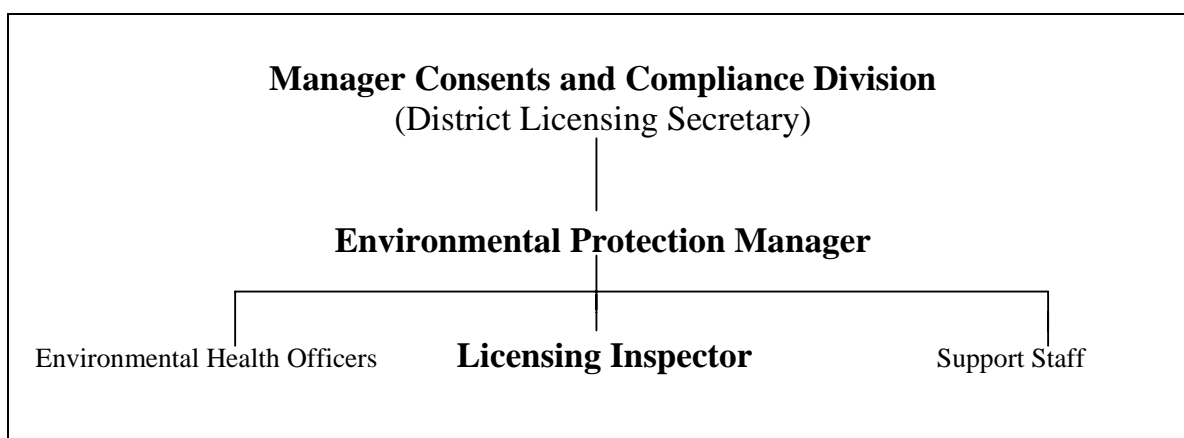 Manager Consents and Compliance Division
(District Licensing Secretary)
Environmental Protection Manager
Environmental Health Officers
Licensing Inspector
Support Staff